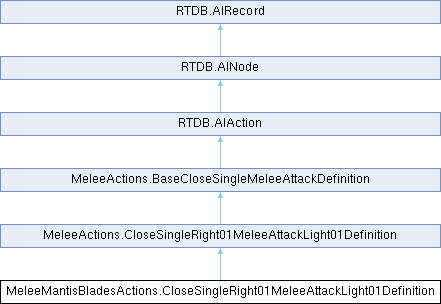 RTDB.AIRecord
RTDB.AINode
RTDB.AIAction
MeleeActions.BaseCloseSingleMeleeAttackDefinition
MeleeActions.CloseSingleRight01MeleeAttackLight01Definition
MeleeMantisBladesActions.CloseSingleRight01MeleeAttackLight01Definition